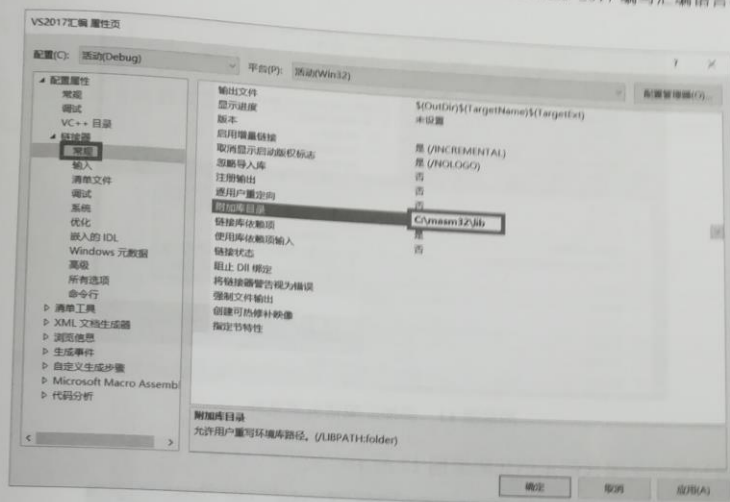 VS2017汇编 属性页
配置(C): 活动(Debug)
平台(P): 活动(Win32)
配置管理器(O)...
配置属性
常规
调试
VC++ 目录
链接器
常规
输入
清单文件
调试
系统
优化
嵌入的 IDL
Windows 元数据
高级
所有选项
命令行
清单工具
XML 文档生成器
浏览信息
生成事件
自定义生成步骤
Microsoft Macro Assembl
代码分析
输出文件 $(OutDir)$(TargetName)$(TargetExt)
显示进度 未设置
版本
启用增量链接 是 (/INCREMENTAL)
取消显示启动版权标志 是 (/NOLOGO)
忽略导入库 否
注册输出 否
逐用户重定向 否
附加库目录 C:\masm32\lib
链接库依赖项 是
使用库依赖项输入 否
链接状态
阻止 Dll 绑定
将链接器警告视为错误
强制文件输出
创建可热修补映像
指定节特性
附加库目录
允许用户重写环境库路径。(/LIBPATH:folder)
确定
取消
应用(A)